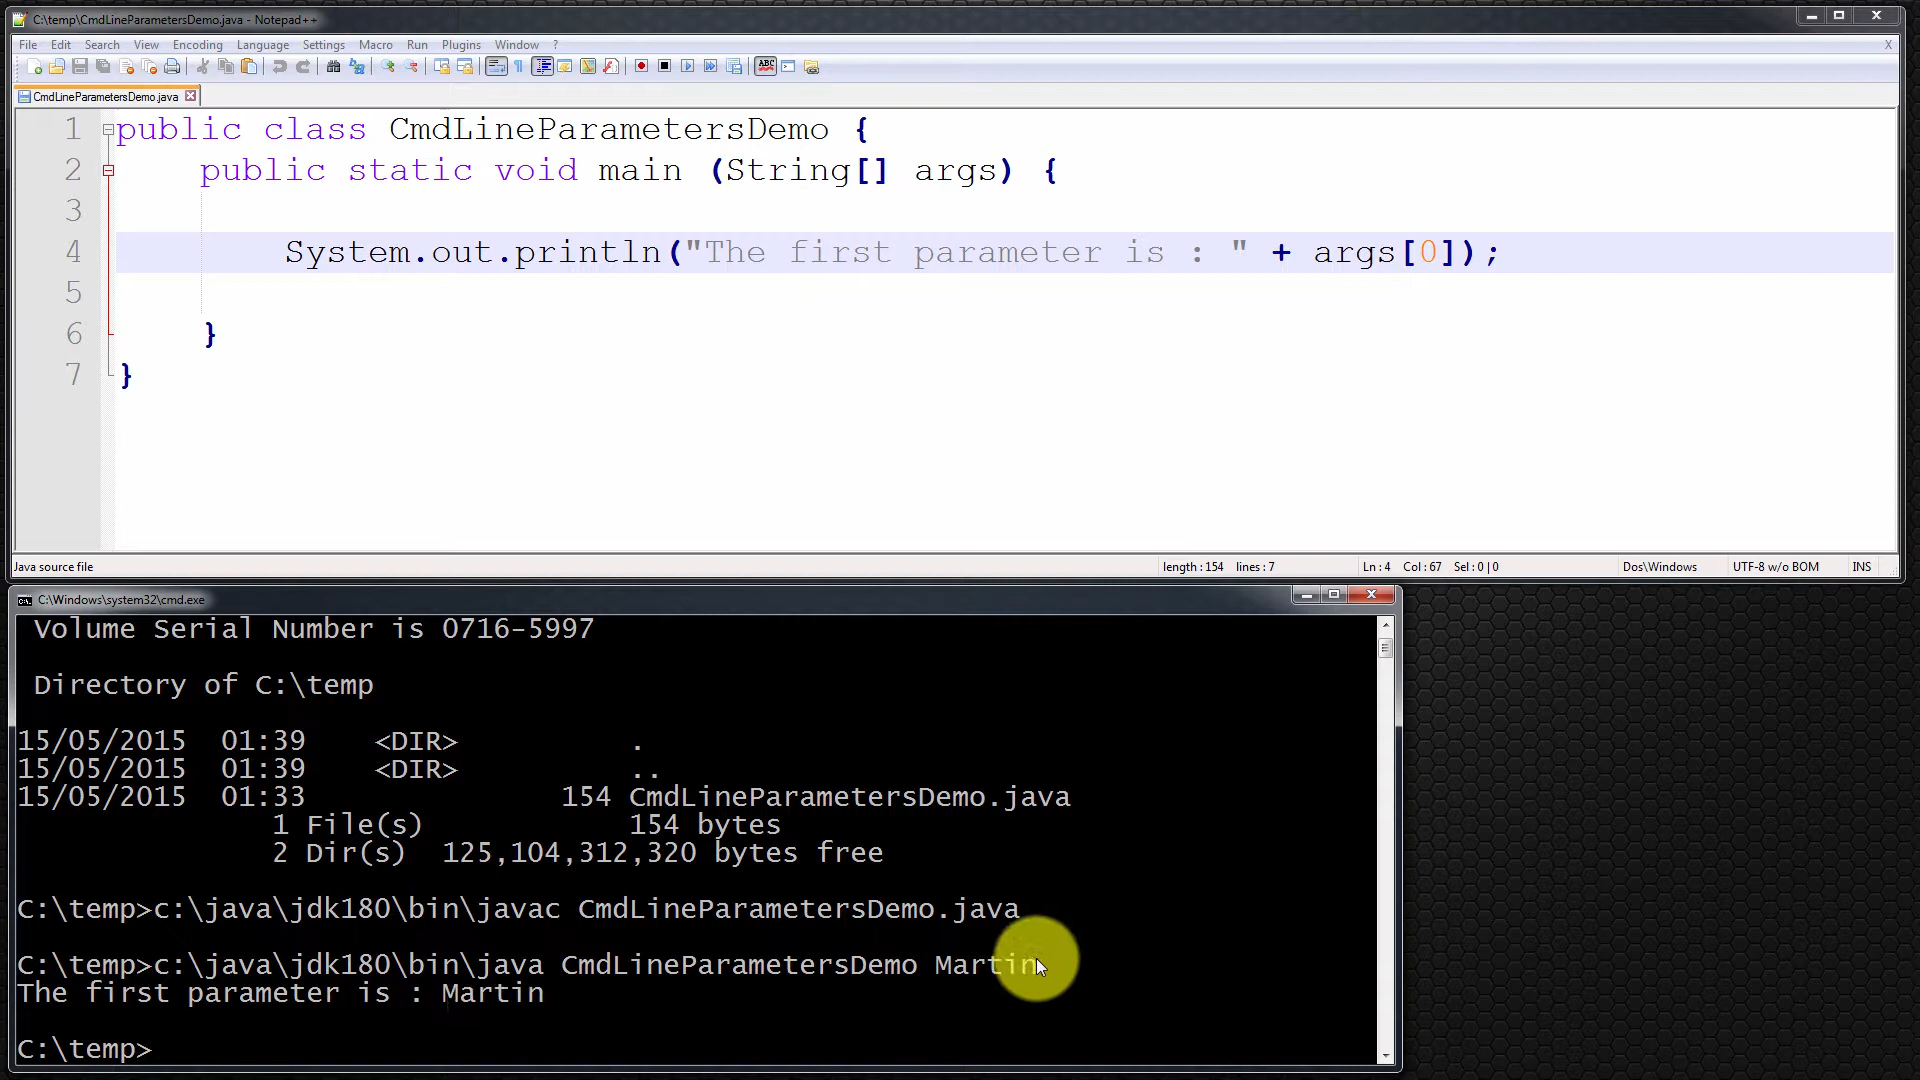 C:\temp\CmdLineParametersDemo.java - Notepad++
File Edit Search View Encoding Language Settings Macro Run Plugins Window ? X
ABC
CmdLineParametersDemo.java
1 public class CmdLineParametersDemo {
2 public static void main (String[] args) {
3
4 System.out.println("The first parameter is : " + args[0]);
5
6 }
7 }
Java source file length : 154 lines : 7 Ln : 4 Col : 67 Sel : 0 | 0 Dos\Windows UTF-8 w/o BOM INS
C:\Windows\system32\cmd.exe
Volume Serial Number is 0716-5997
Directory of C:\temp
15/05/2015 01:39 <DIR> .
15/05/2015 01:39 <DIR> ..
15/05/2015 01:33 154 CmdLineParametersDemo.java
1 File(s) 154 bytes
2 Dir(s) 125,104,312,320 bytes free
C:\temp>c:\java\jdk180\bin\javac CmdLineParametersDemo.java
C:\temp>c:\java\jdk180\bin\java CmdLineParametersDemo Martin
The first parameter is : Martin
C:\temp>